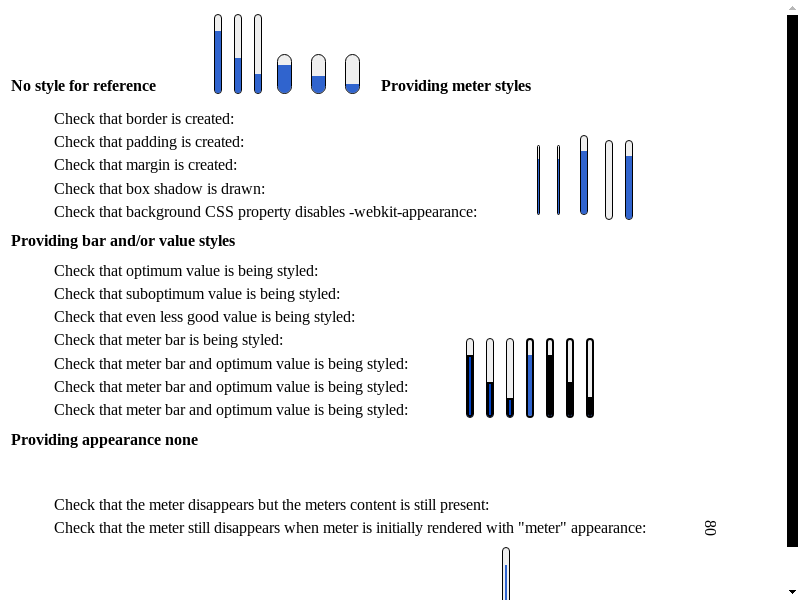 No style for reference
Providing meter styles
Check that border is created:
Check that padding is created:
Check that margin is created:
Check that box shadow is drawn:
Check that background CSS property disables -webkit-appearance:
Providing bar and/or value styles
Check that optimum value is being styled:
Check that suboptimum value is being styled:
Check that even less good value is being styled:
Check that meter bar is being styled:
Check that meter bar and optimum value is being styled:
Check that meter bar and optimum value is being styled:
Check that meter bar and optimum value is being styled:
Providing appearance none
Check that the meter disappears but the meters content is still present:
Check that the meter still disappears when meter is initially rendered with "meter" appearance:
80